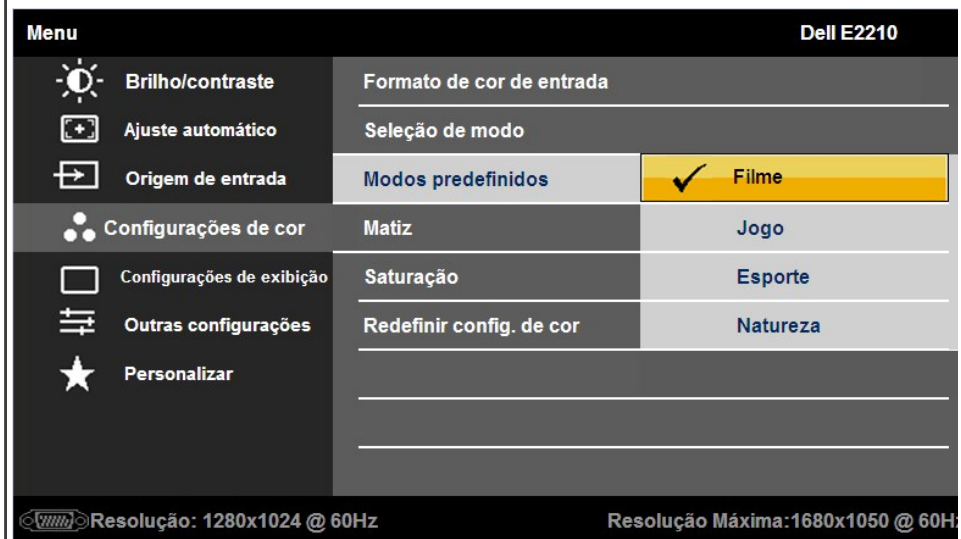 Menu Dell E2210
Brilho/contraste Formato de cor de entrada
Ajuste automático Seleção de modo
Origem de entrada Modos predefinidos Filme
Configurações de cor Matiz Jogo
Configurações de exibição Saturação Esporte
Outras configurações Redefinir config. de cor Natureza
Personalizar
Resolução: 1280x1024 @ 60Hz Resolução Máxima:1680x1050 @ 60Hz